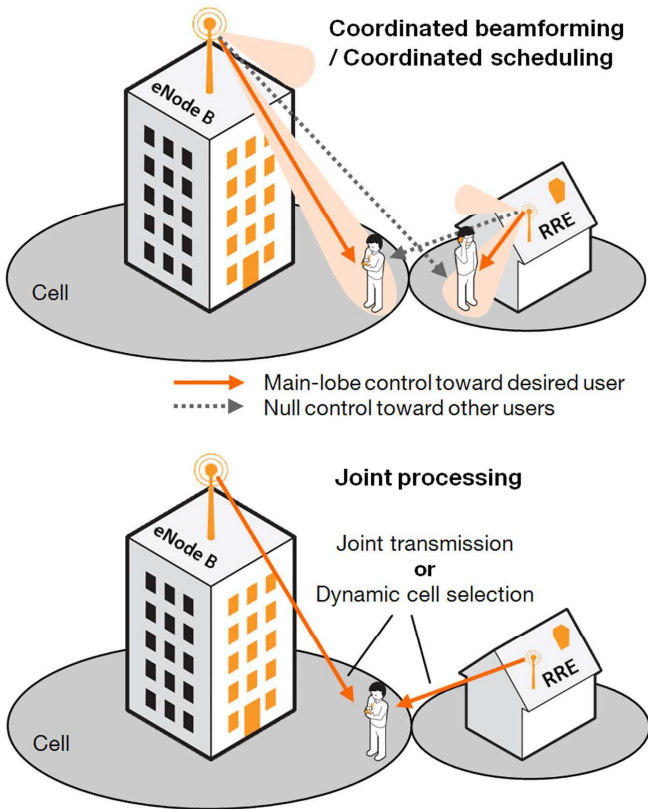 Coordinated beamforming
/ Coordinated scheduling
eNode B
RRE
Cell
Main-lobe control toward desired user
Null control toward other users
Joint processing
eNode B
Joint transmission
or
Dynamic cell selection
RRE
Cell